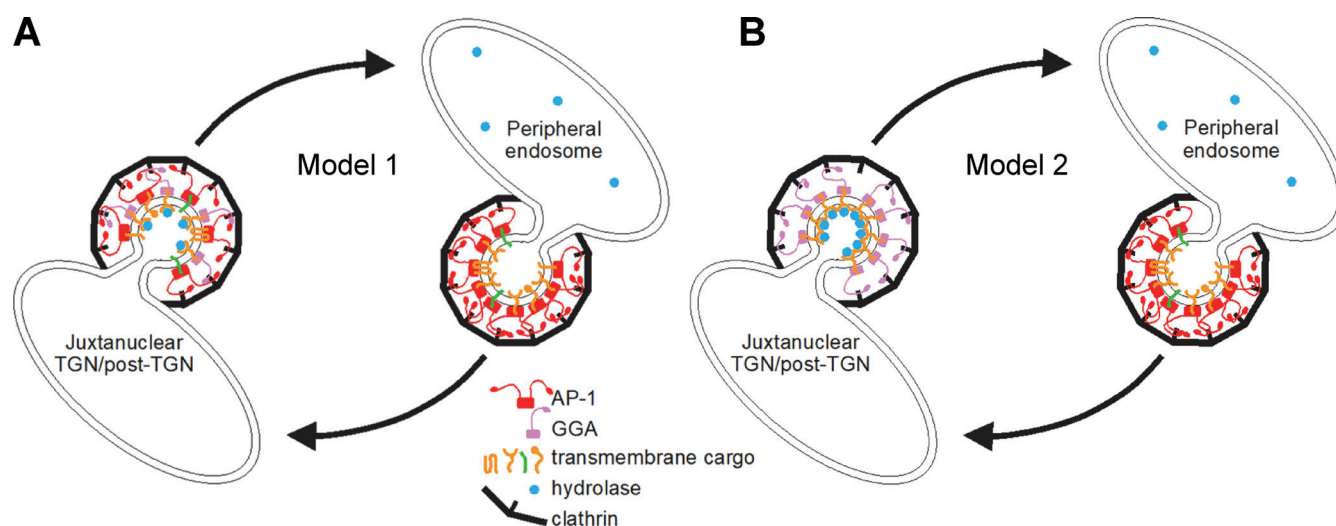 A
Model 1
Peripheral
endosome
Juxtanuclear
TGN/post-TGN
AP-1
GGA
transmembrane cargo
hydrolase
clathrin
B
Model 2
Peripheral
endosome
Juxtanuclear
TGN/post-TGN